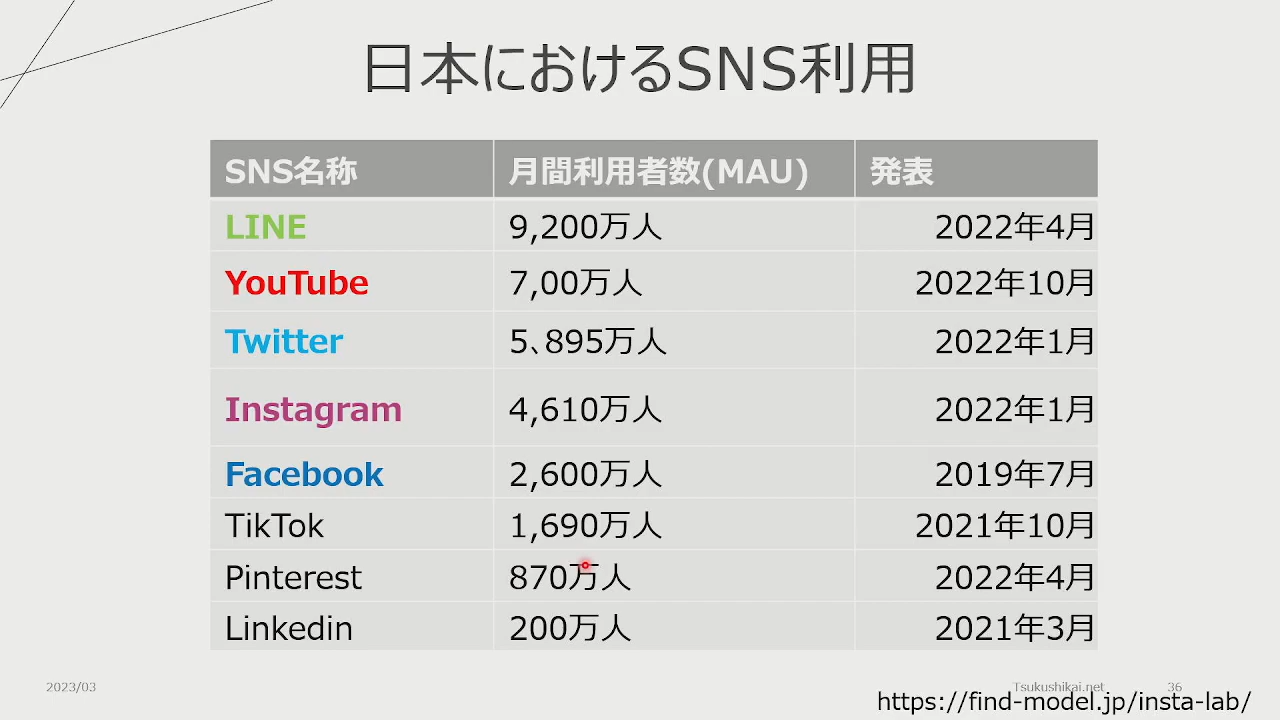 日本におけるSNS利用
SNS名称 月間利用者数(MAU) 発表
LINE 9,200万人 2022年4月
YouTube 7,00万人 2022年10月
Twitter 5、895万人 2022年1月
Instagram 4,610万人 2022年1月
Facebook 2,600万人 2019年7月
TikTok 1,690万人 2021年10月
Pinterest 870万人 2022年4月
Linkedin 200万人 2021年3月
2023/03 Tsukushikai.net 36
https://find-model.jp/insta-lab/